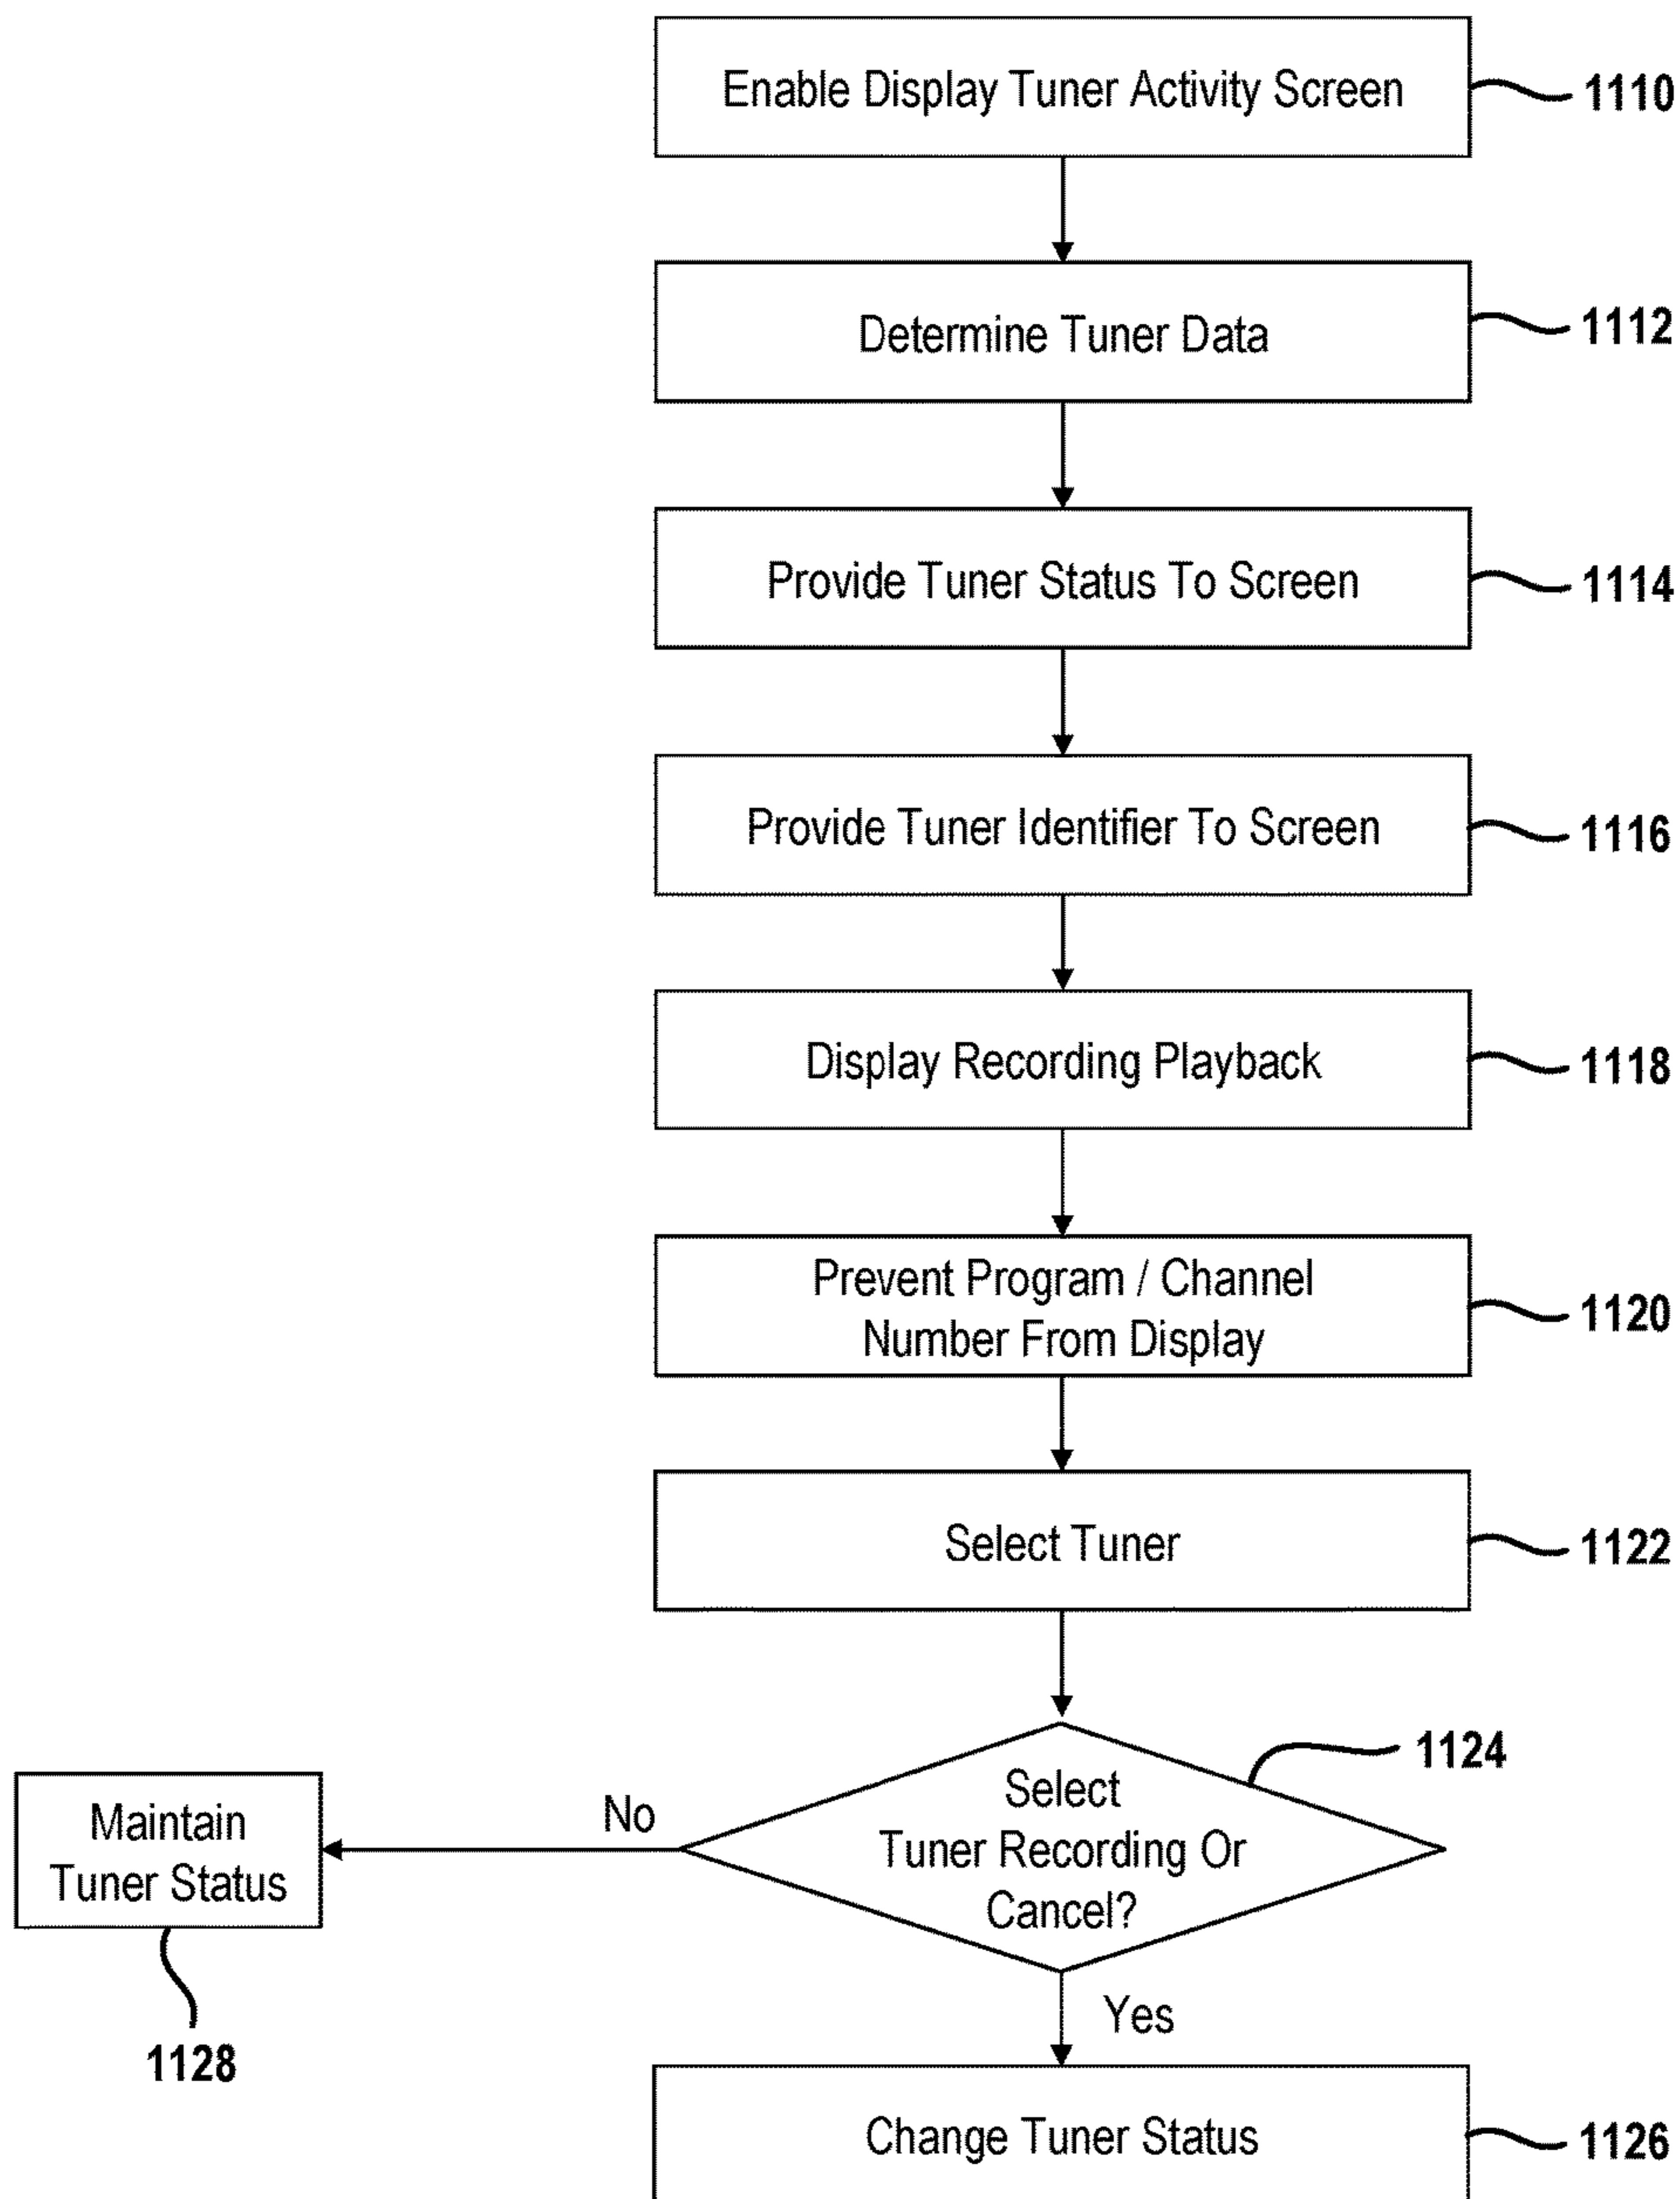 Enable Display Tuner Activity Screen
1110
Determine Tuner Data
1112
Provide Tuner Status To Screen
1114
Provide Tuner Identifier To Screen
1116
Display Recording Playback
1118
Prevent Program / Channel
Number From Display
1120
Select Tuner
1122
1124
Select
Tuner Recording Or
Cancel?
No
Maintain
Tuner Status
1128
Yes
Change Tuner Status
1126